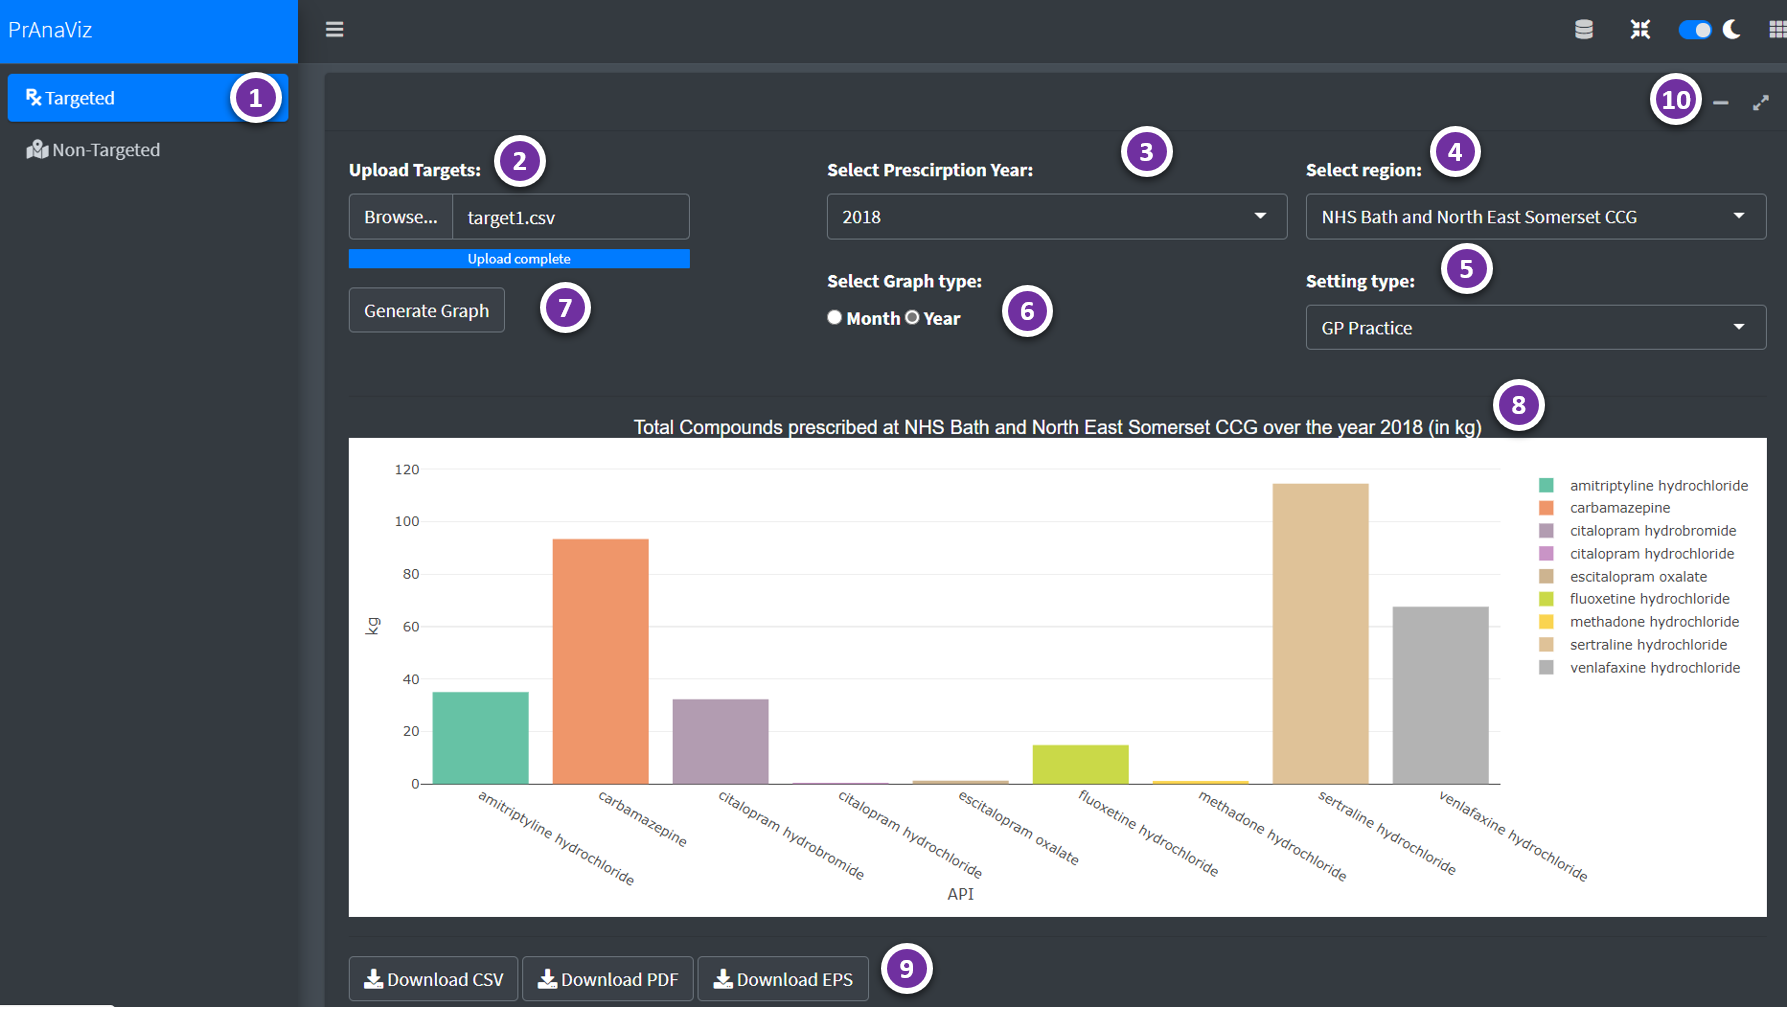 PrAnaViz
Targeted
1
Non-Targeted
10
Upload Targets:
2
Browse...
target1.csv
Upload complete
Generate Graph
7
Select Prescirption Year:
3
2018
Select Graph type:
Month
Year
6
Select region:
4
NHS Bath and North East Somerset CCG
Setting type:
5
GP Practice
8
Total Compounds prescribed at NHS Bath and North East Somerset CCG over the year 2018 (in kg)
120
100
80
60
40
20
0
kg
amitriptyline hydrochloride
carbamazepine
citalopram hydrobromide
citalopram hydrochloride
escitalopram oxalate
fluoxetine hydrochloride
methadone hydrochloride
sertraline hydrochloride
venlafaxine hydrochloride
API
amitriptyline hydrochloride
carbamazepine
citalopram hydrobromide
citalopram hydrochloride
escitalopram oxalate
fluoxetine hydrochloride
methadone hydrochloride
sertraline hydrochloride
venlafaxine hydrochloride
Download CSV
Download PDF
Download EPS
9